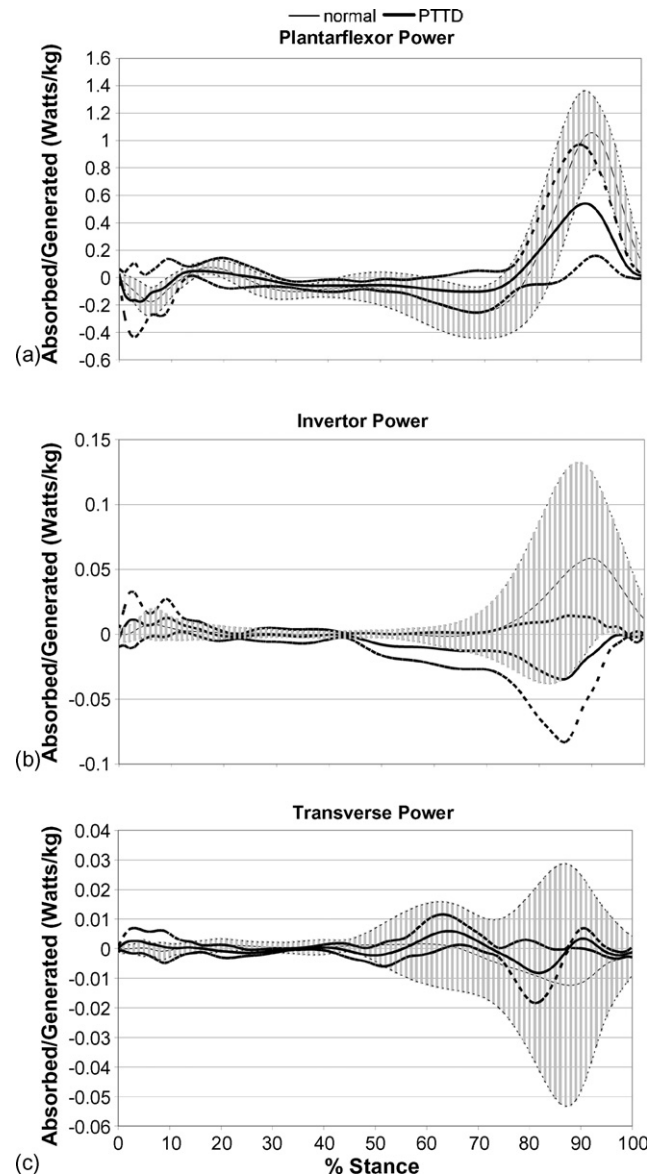 normal PTTD
Plantarflexor Power
Absorbed/Generated (Watts/kg)
1.6
1.4
1.2
1
0.8
0.6
0.4
0.2
0
-0.2
-0.4
-0.6
(a)
Invertor Power
Absorbed/Generated (Watts/kg)
0.15
0.1
0.05
0
-0.05
-0.1
(b)
Transverse Power
Absorbed/Generated (Watts/kg)
0.04
0.03
0.02
0.01
0
-0.01
-0.02
-0.03
-0.04
-0.05
-0.06
0 10 20 30 40 50 60 70 80 90 100
(c)
% Stance